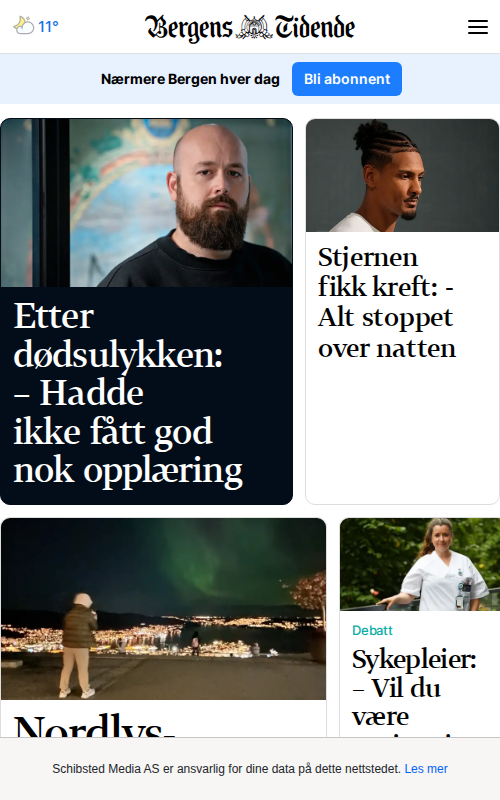 11°
Bergens Tidende
Nærmere Bergen hver dag
Bli abonnent
Etter
dødsulykken:
– Hadde
ikke fått god
nok opplæring
Stjernen
fikk kreft: -
Alt stoppet
over natten
Nordlys-
Debatt
Sykepleier:
– Vil du
være
Schibsted Media AS er ansvarlig for dine data på dette nettstedet. Les mer